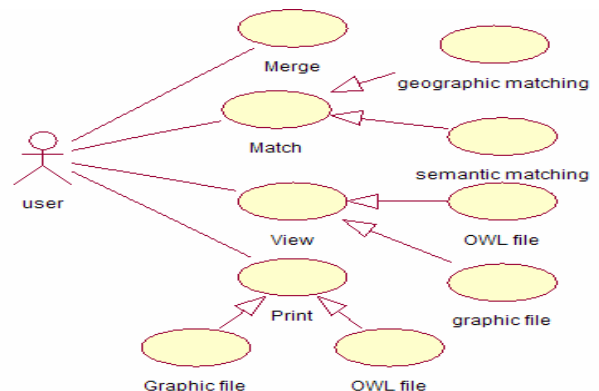 Merge
geographic matching
Match
semantic matching
user
View
OWL file
Print
graphic file
Graphic file
OWL file